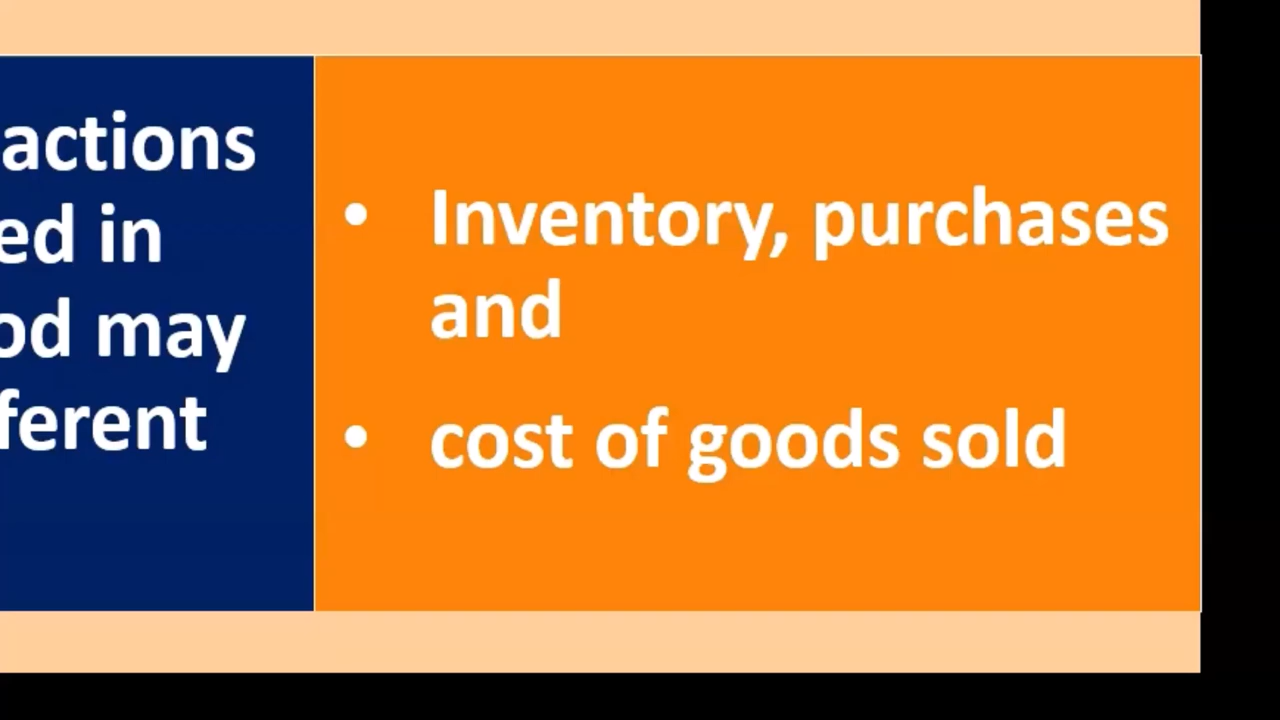 actions
ed in
od may
ferent
• Inventory, purchases
and
• cost of goods sold